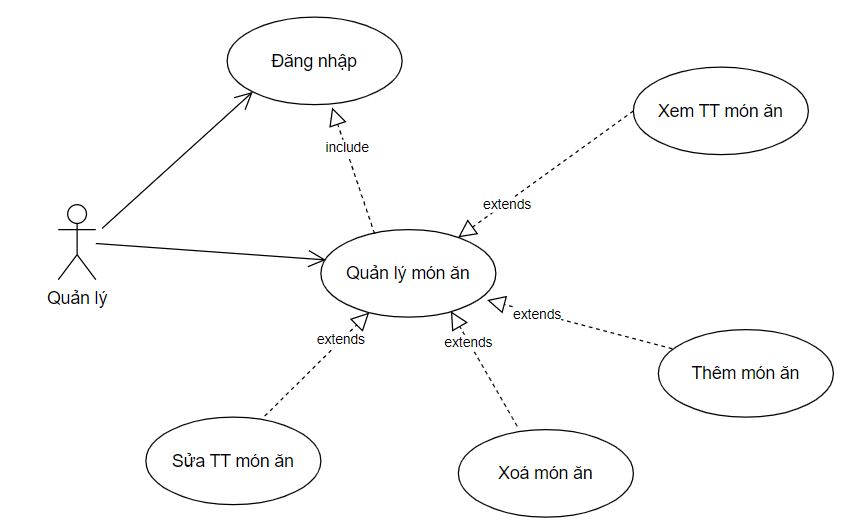 Đăng nhập
Xem TT món ăn
include
extends
Quản lý món ăn
Quản lý
extends
extends
extends
Thêm món ăn
Sửa TT món ăn
Xoá món ăn